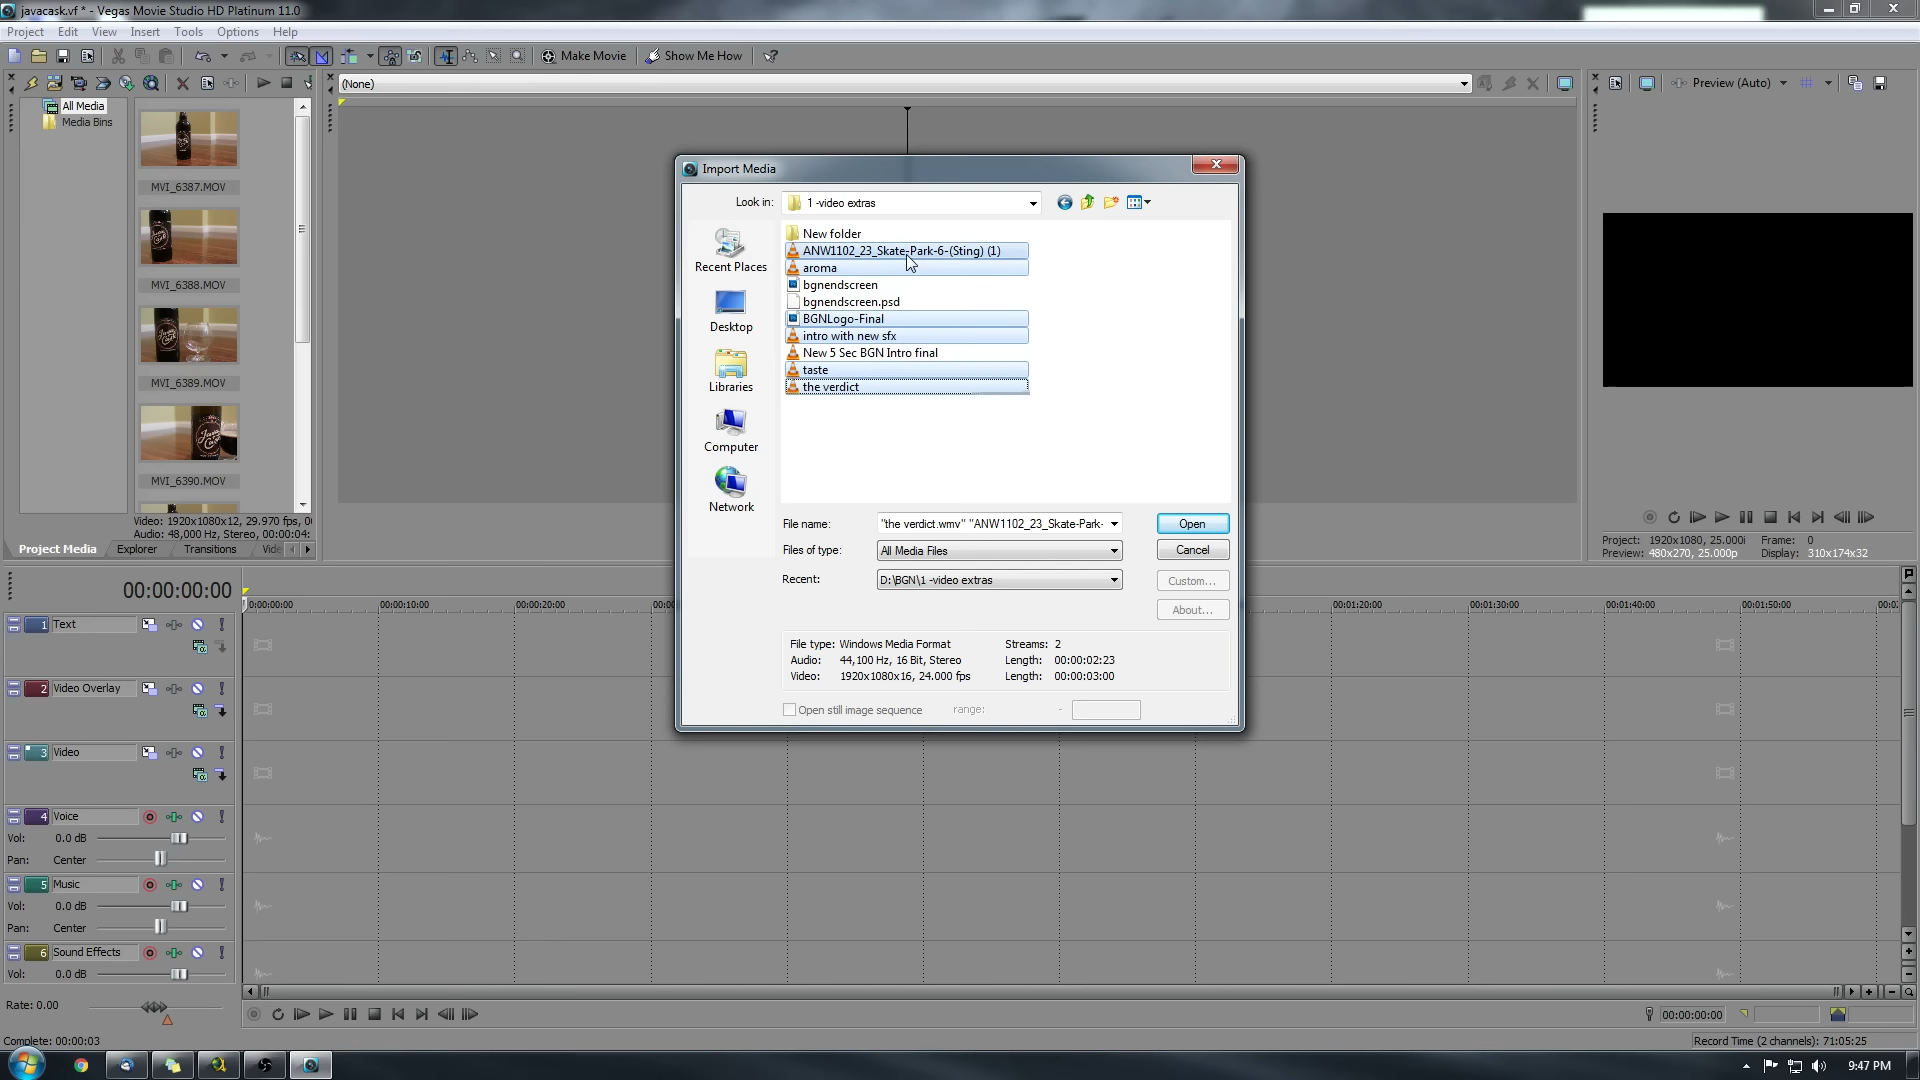 javacask.vf * - Vegas Movie Studio HD Platinum 11.0
Project Edit View Insert Tools Options Help
Make Movie Show Me How
(None)
Preview (Auto)
All Media
Media Bins
MVI_6387.MOV
MVI_6388.MOV
MVI_6389.MOV
MVI_6390.MOV
Video: 1920x1080x12, 29.970 fps, 0
Audio: 48,000 Hz, Stereo, 00:00:04:
Project Media Explorer Transitions Vide
Import Media
Look in: 1 -video extras
Recent Places
Desktop
Libraries
Computer
Network
New folder
ANW1102_23_Skate-Park-6-(Sting) (1)
aroma
bgnendscreen
bgnendscreen.psd
BGNLogo-Final
intro with new sfx
New 5 Sec BGN Intro final
taste
the verdict
File name: "the verdict.wmv" "ANW1102_23_Skate-Park- Open
Files of type: All Media Files Cancel
Recent: D:\BGN\1 -video extras Custom...
About...
File type: Windows Media Format Streams: 2
Audio: 44,100 Hz, 16 Bit, Stereo Length: 00:00:02:23
Video: 1920x1080x16, 24.000 fps Length: 00:00:03:00
Open still image sequence range: -
Project: 1920x1080, 25.000i Frame: 0
Preview: 480x270, 25.000p Display: 310x174x32
00:00:00:00
0:00:00:00 00:00:10:00 00:00:20:00 00:01:20:00 00:01:30:00 00:01:40:00 00:01:50:00
1 Text
2 Video Overlay
3 Video
4 Voice
Vol: 0.0 dB
Pan: Center
5 Music
Vol: 0.0 dB
Pan: Center
6 Sound Effects
Vol: 0.0 dB
Rate: 0.00
00:00:00:00
Complete: 00:00:03
Record Time (2 channels): 71:05:25
9:47 PM